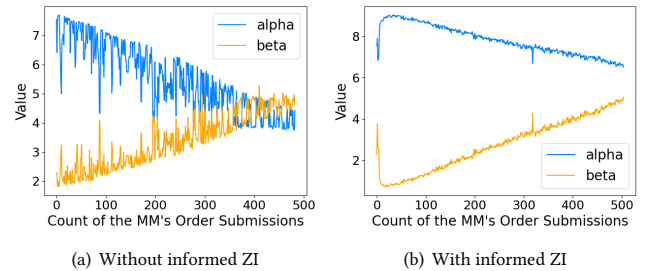 alpha
beta
7
6
5
4
3
2
Value
0
100
200
300
400
500
Count of the MM's Order Submissions
(a) Without informed ZI
8
6
4
2
Value
alpha
beta
0
100
200
300
400
500
Count of the MM's Order Submissions
(b) With informed ZI